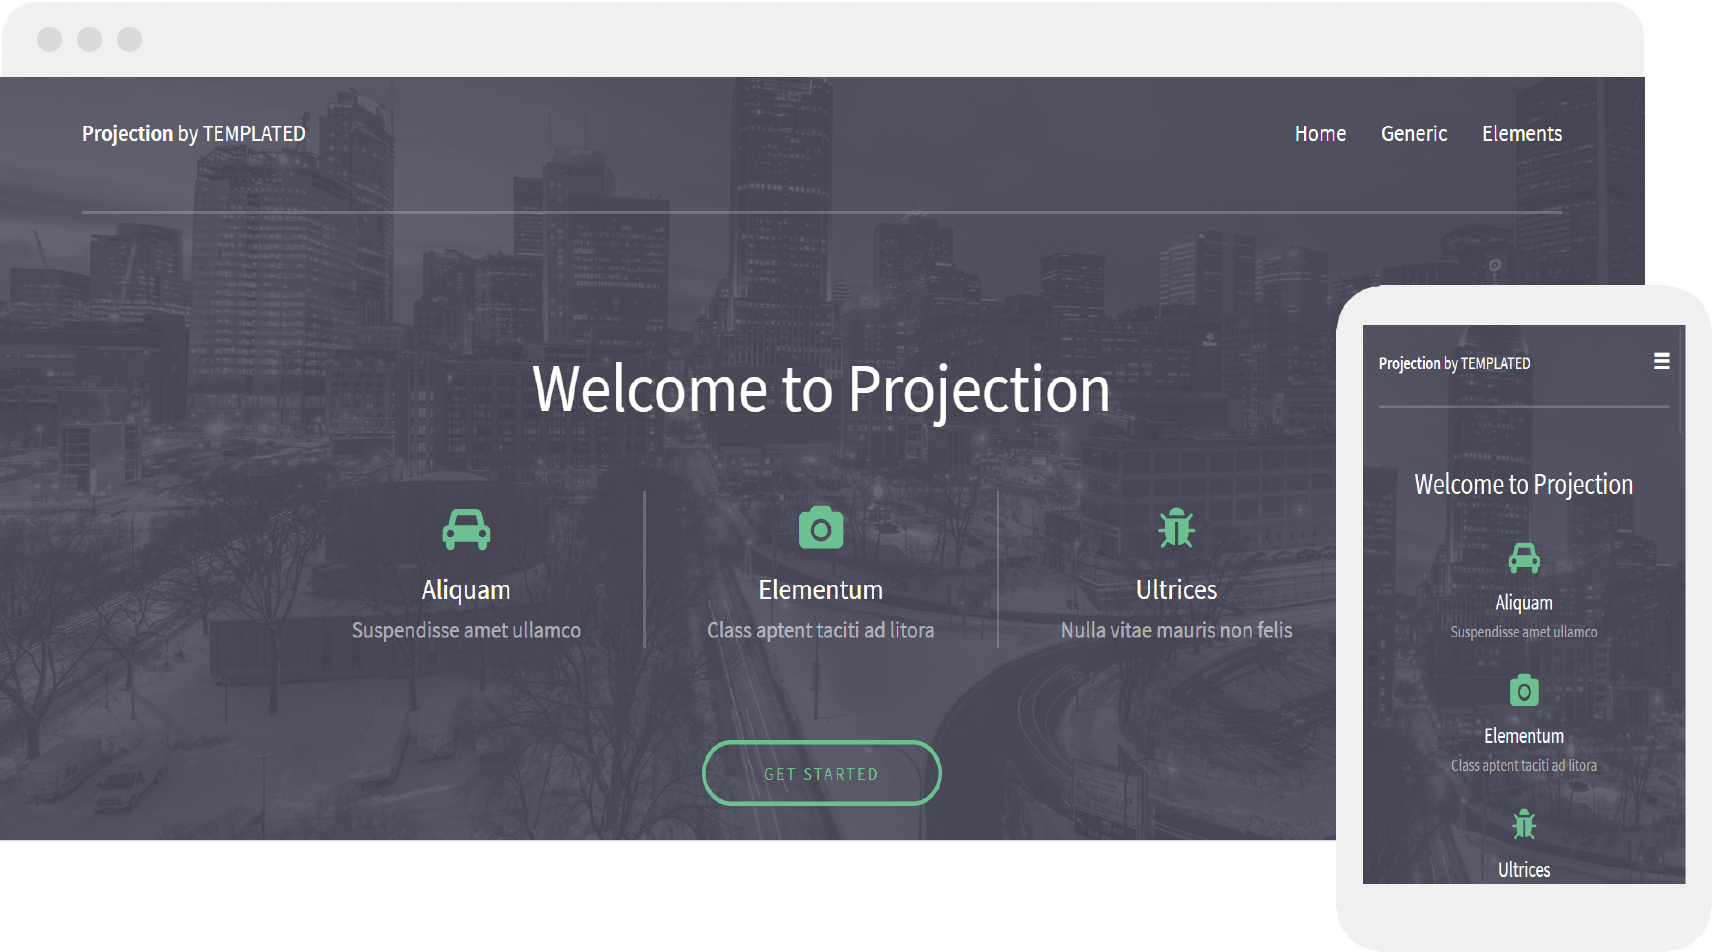 Projection by TEMPLATED
Home Generic Elements
Welcome to Projection
Aliquam
Suspendisse amet ullamco
Elementum
Class aptent taciti ad litora
Ultrices
Nulla vitae mauris non felis
GET STARTED
Projection by TEMPLATED
Welcome to Projection
Aliquam
Suspendisse amet ullamco
Elementum
Class aptent taciti ad litora
Ultrices